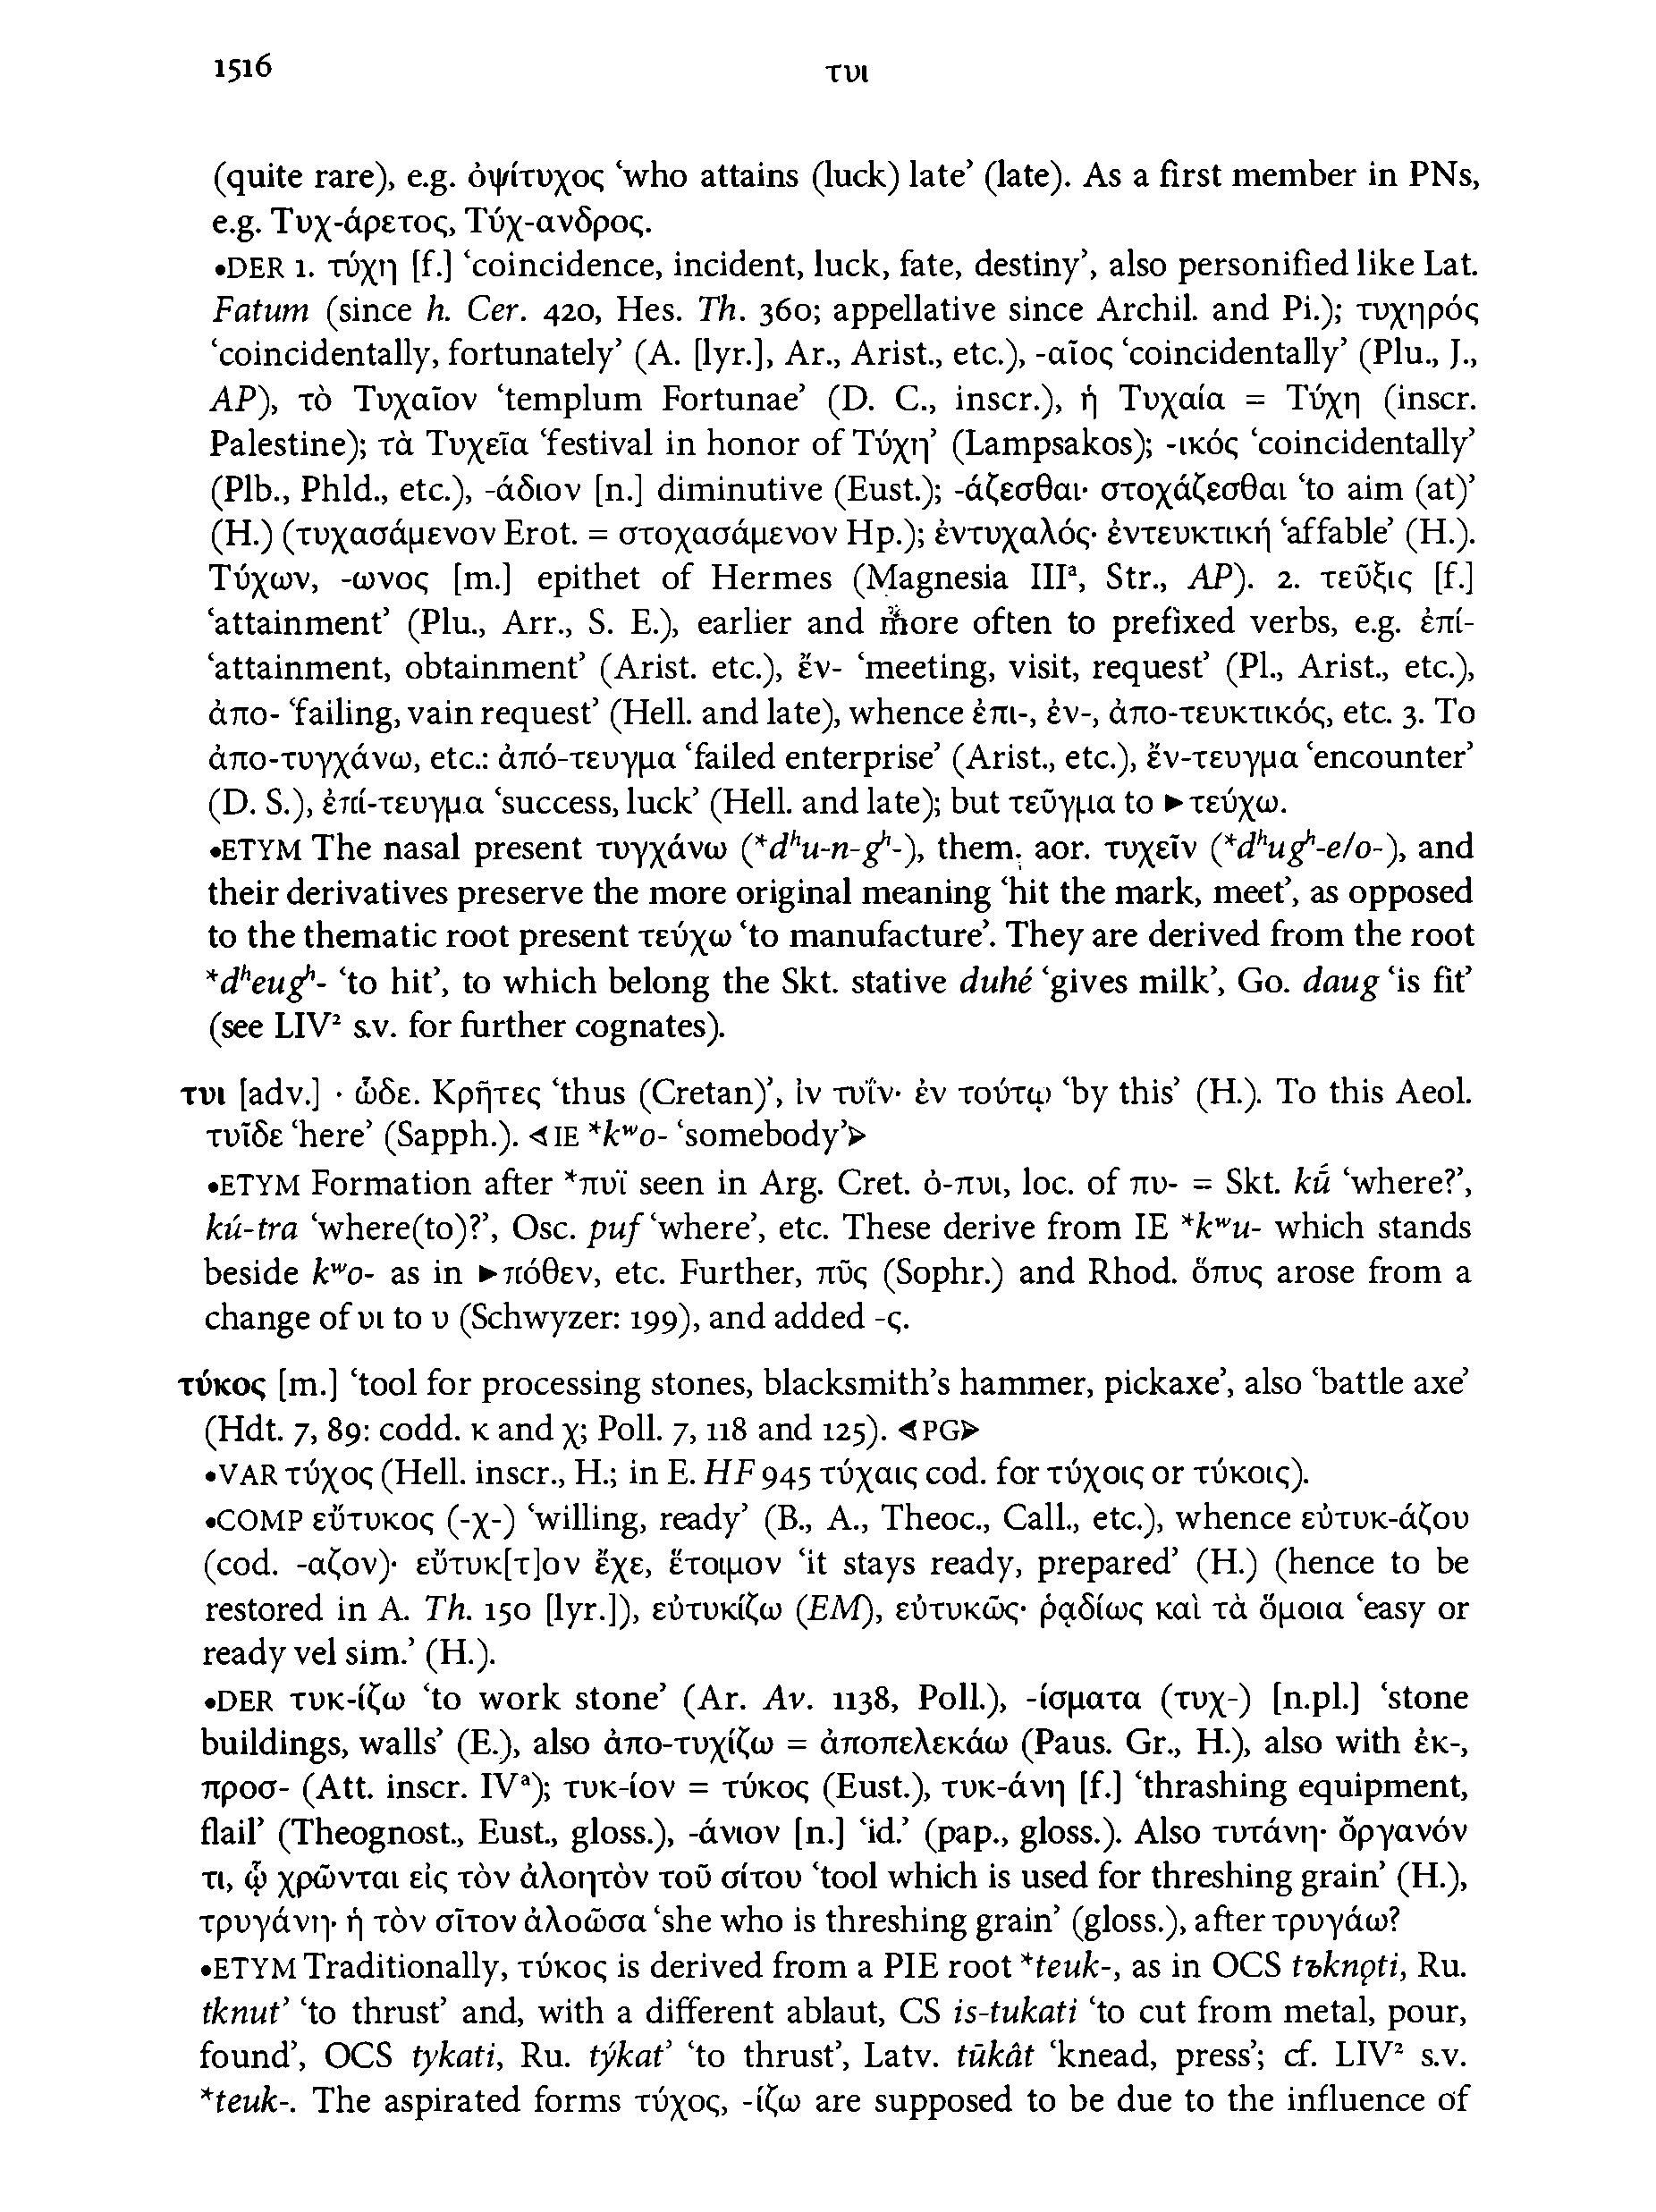 1516
τυι
(quite rare), e.g. ὀψίτυχος ‘who attains (luck) late’ (late). As a first member in PNs,
e.g. Τυχ-άρετος, Τύχ-ανδρος.
•DER 1. τύχη [f.] ‘coincidence, incident, luck, fate, destiny’, also personified like Lat.
Fatum (since h. Cer. 420, Hes. Th. 360; appellative since Archil. and Pi.); τυχηρός
‘coincidentally, fortunately’ (A. [lyr.], Ar., Arist., etc.), -αῖος ‘coincidentally’ (Plu., J.,
AP), τὸ Τυχαῖον ‘templum Fortunae’ (D. C., inscr.), ἡ Τυχαία = Τύχη (inscr.
Palestine); τὰ Τυχεῖα ‘festival in honor of Τύχη’ (Lampsakos); -ικός ‘coincidentally’
(Plb., Phld., etc.), -άδιον [n.] diminutive (Eust.); -άζεσθαι· στοχάζεσθαι ‘to aim (at)’
(H.) (τυχασάμενον Erot. = στοχασάμενον Hp.); ἐντυχαλός· ἐντευκτική ‘affable’ (H.).
Τύχων, -ωνος [m.] epithet of Hermes (Magnesia IIIᵃ, Str., AP). 2. τεῦξις [f.]
‘attainment’ (Plu., Arr., S. E.), earlier and more often to prefixed verbs, e.g. ἐπί-
‘attainment, obtainment’ (Arist. etc.), ἔν- ‘meeting, visit, request’ (Pl., Arist., etc.),
ἀπο- ‘failing, vain request’ (Hell. and late), whence ἐπι-, ἐν-, ἀπο-τευκτικός, etc. 3. To
ἀπο-τυγχάνω, etc.: ἀπό-τευγμα ‘failed enterprise’ (Arist., etc.), ἔν-τευγμα ‘encounter’
(D. S.), ἐπί-τευγμα ‘success, luck’ (Hell. and late); but τεῦγμα to ►τεύχω.
•ETYM The nasal present τυγχάνω (*dʰu-n-ǵʰ-), them. aor. τυχεῖν (*dʰuǵʰ-e/o-), and
their derivatives preserve the more original meaning ‘hit the mark, meet’, as opposed
to the thematic root present τεύχω ‘to manufacture’. They are derived from the root
*dʰeuǵʰ- ‘to hit’, to which belong the Skt. stative duhé ‘gives milk’, Go. daug ‘is fit’
(see LIV² s.v. for further cognates).
τυι [adv.] · ὧδε. Κρῆτες ‘thus (Cretan)’, ἰν τυΐν· ἐν τούτῳ ‘by this’ (H.). To this Aeol.
τυῖδε ‘here’ (Sapph.). ◁IE *kʷo- ‘somebody’▷
•ETYM Formation after *πυϊ seen in Arg. Cret. ὀ-πυι, loc. of πυ- = Skt. kū́ ‘where?’,
kú-tra ‘where(to)?’, Osc. puf ‘where’, etc. These derive from IE *kʷu- which stands
beside kʷo- as in ►πόθεν, etc. Further, πῦς (Sophr.) and Rhod. ὅπυς arose from a
change of υι to υ (Schwyzer: 199), and added -ς.
τύκος [m.] ‘tool for processing stones, blacksmith’s hammer, pickaxe’, also ‘battle axe’
(Hdt. 7, 89: codd. κ and χ; Poll. 7, 118 and 125). ◁PG▷
•VAR τύχος (Hell. inscr., H.; in E. HF 945 τύχαις cod. for τύχοις or τύκοις).
•COMP εὔτυκος (-χ-) ‘willing, ready’ (B., A., Theoc., Call., etc.), whence εὐτυκ-άζου
(cod. -αζον)· εὔτυκ[τ]ον ἔχε, ἕτοιμον ‘it stays ready, prepared’ (H.) (hence to be
restored in A. Th. 150 [lyr.]), εὐτυκίζω (EM), εὐτυκῶς· ῥᾳδίως καὶ τὰ ὅμοια ‘easy or
ready vel sim.’ (H.).
•DER τυκ-ίζω ‘to work stone’ (Ar. Av. 1138, Poll.), -ίσματα (τυχ-) [n.pl.] ‘stone
buildings, walls’ (E.), also ἀπο-τυχίζω = ἀποπελεκάω (Paus. Gr., H.), also with ἐκ-,
προσ- (Att. inscr. IVᵃ); τυκ-ίον = τύκος (Eust.), τυκ-άνη [f.] ‘thrashing equipment,
flail’ (Theognost., Eust., gloss.), -άνιον [n.] ‘id.’ (pap., gloss.). Also τυτάνη· ὄργανόν
τι, ᾧ χρῶνται εἰς τὸν ἀλοητὸν τοῦ σίτου ‘tool which is used for threshing grain’ (H.),
τρυγάνη· ἡ τὸν σῖτον ἀλοῶσα ‘she who is threshing grain’ (gloss.), after τρυγάω?
•ETYM Traditionally, τύκος is derived from a PIE root *teuk-, as in OCS tъknǫti, Ru.
tknut’ ‘to thrust’ and, with a different ablaut, CS is-tukati ‘to cut from metal, pour,
found’, OCS tykati, Ru. týkat’ ‘to thrust’, Latv. tūkât ‘knead, press’; cf. LIV² s.v.
*teuk-. The aspirated forms τύχος, -ίζω are supposed to be due to the influence of